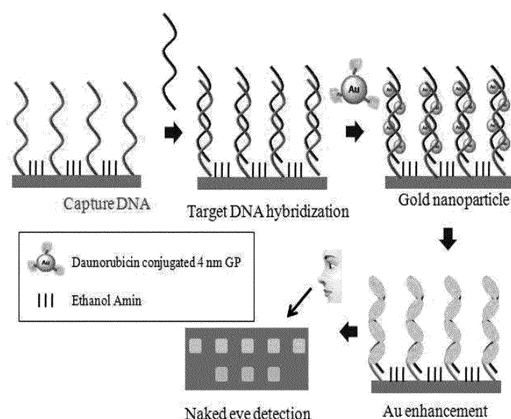 Au
Capture DNA
Target DNA hybridization
Gold nanoparticle
Au
Daunorubicin conjugated 4 nm GP
Ethanol Amin
Naked eye detection
Au enhancement